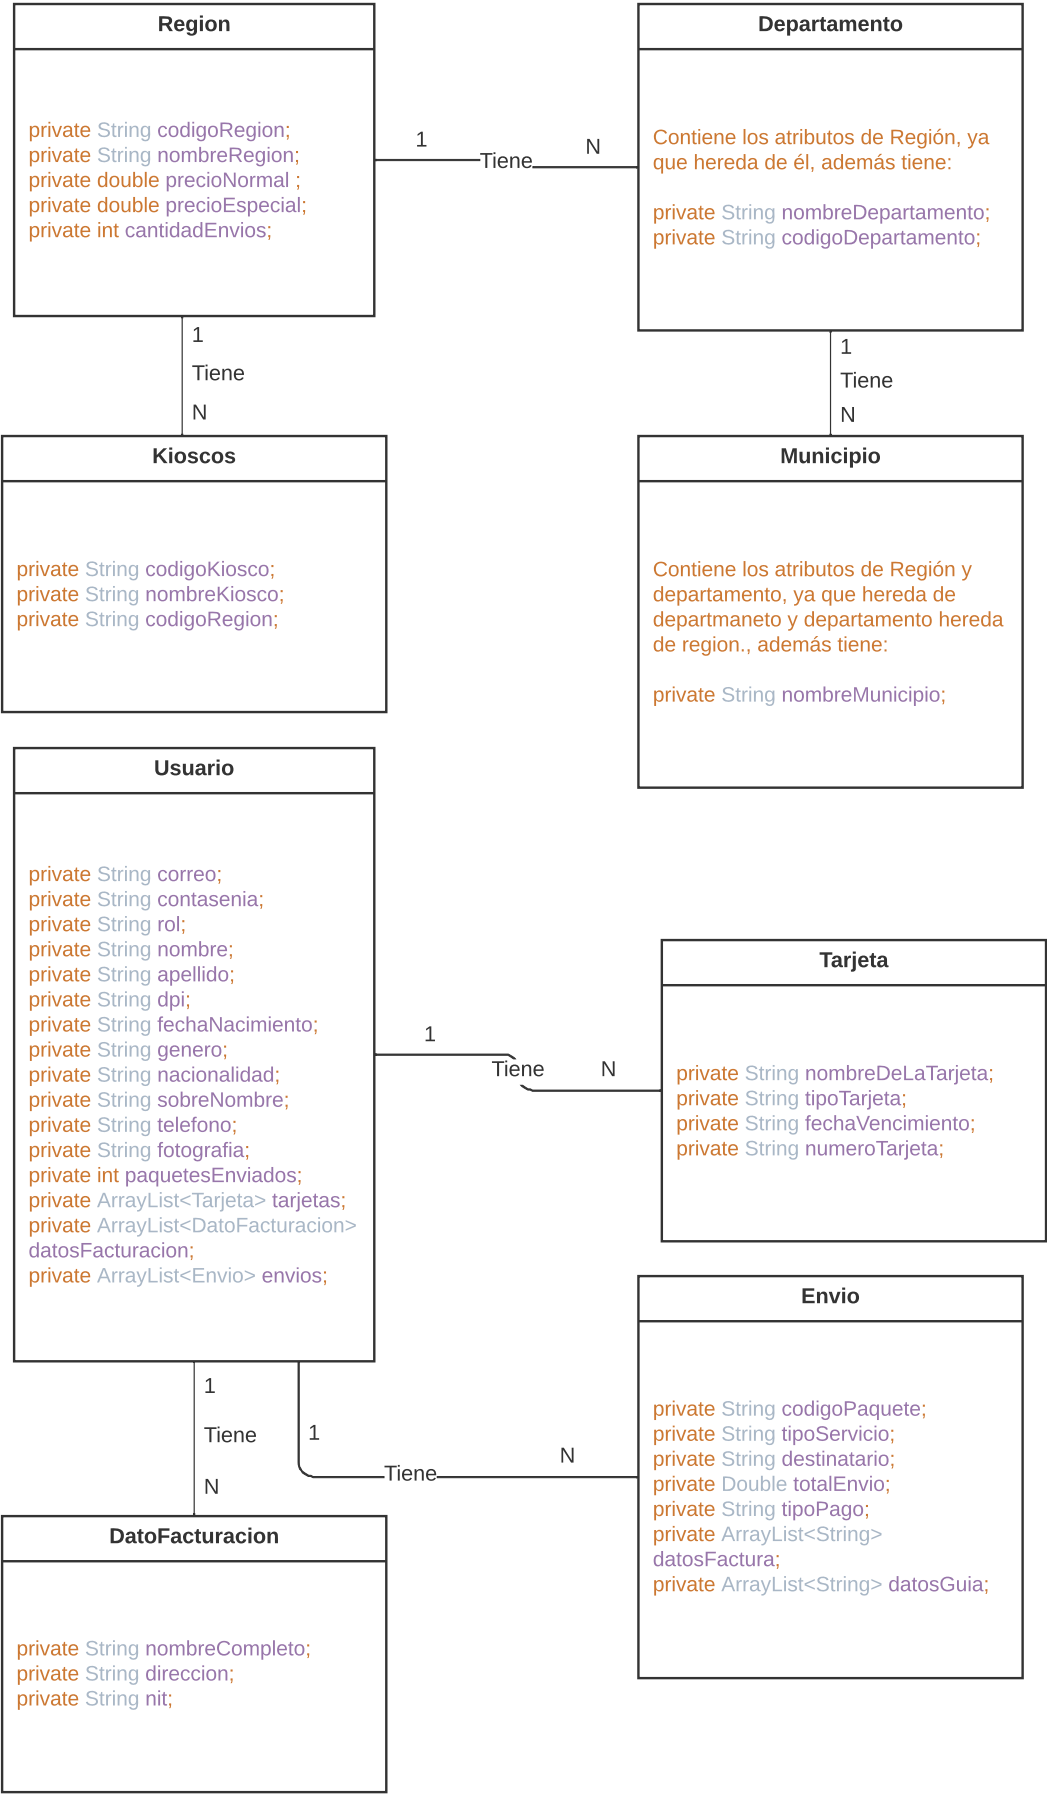 Region
private String codigoRegion;
private String nombreRegion;
private double precioNormal ;
private double precioEspecial;
private int cantidadEnvios;
1
Tiene
N
Departamento
Contiene los atributos de Región, ya
que hereda de él, además tiene:
private String nombreDepartamento;
private String codigoDepartamento;
1
Tiene
N
1
Tiene
N
Kioscos
private String codigoKiosco;
private String nombreKiosco;
private String codigoRegion;
Municipio
Contiene los atributos de Región y
departamento, ya que hereda de
departmaneto y departamento hereda
de region., además tiene:
private String nombreMunicipio;
Usuario
private String correo;
private String contasenia;
private String rol;
private String nombre;
private String apellido;
private String dpi;
private String fechaNacimiento;
private String genero;
private String nacionalidad;
private String sobreNombre;
private String telefono;
private String fotografia;
private int paquetesEnviados;
private ArrayList<Tarjeta> tarjetas;
private ArrayList<DatoFacturacion>
datosFacturacion;
private ArrayList<Envio> envios;
1
Tiene
N
Tarjeta
private String nombreDeLaTarjeta;
private String tipoTarjeta;
private String fechaVencimiento;
private String numeroTarjeta;
1
Tiene
N
1
Tiene
N
Envio
private String codigoPaquete;
private String tipoServicio;
private String destinatario;
private Double totalEnvio;
private String tipoPago;
private ArrayList<String>
datosFactura;
private ArrayList<String> datosGuia;
DatoFacturacion
private String nombreCompleto;
private String direccion;
private String nit;